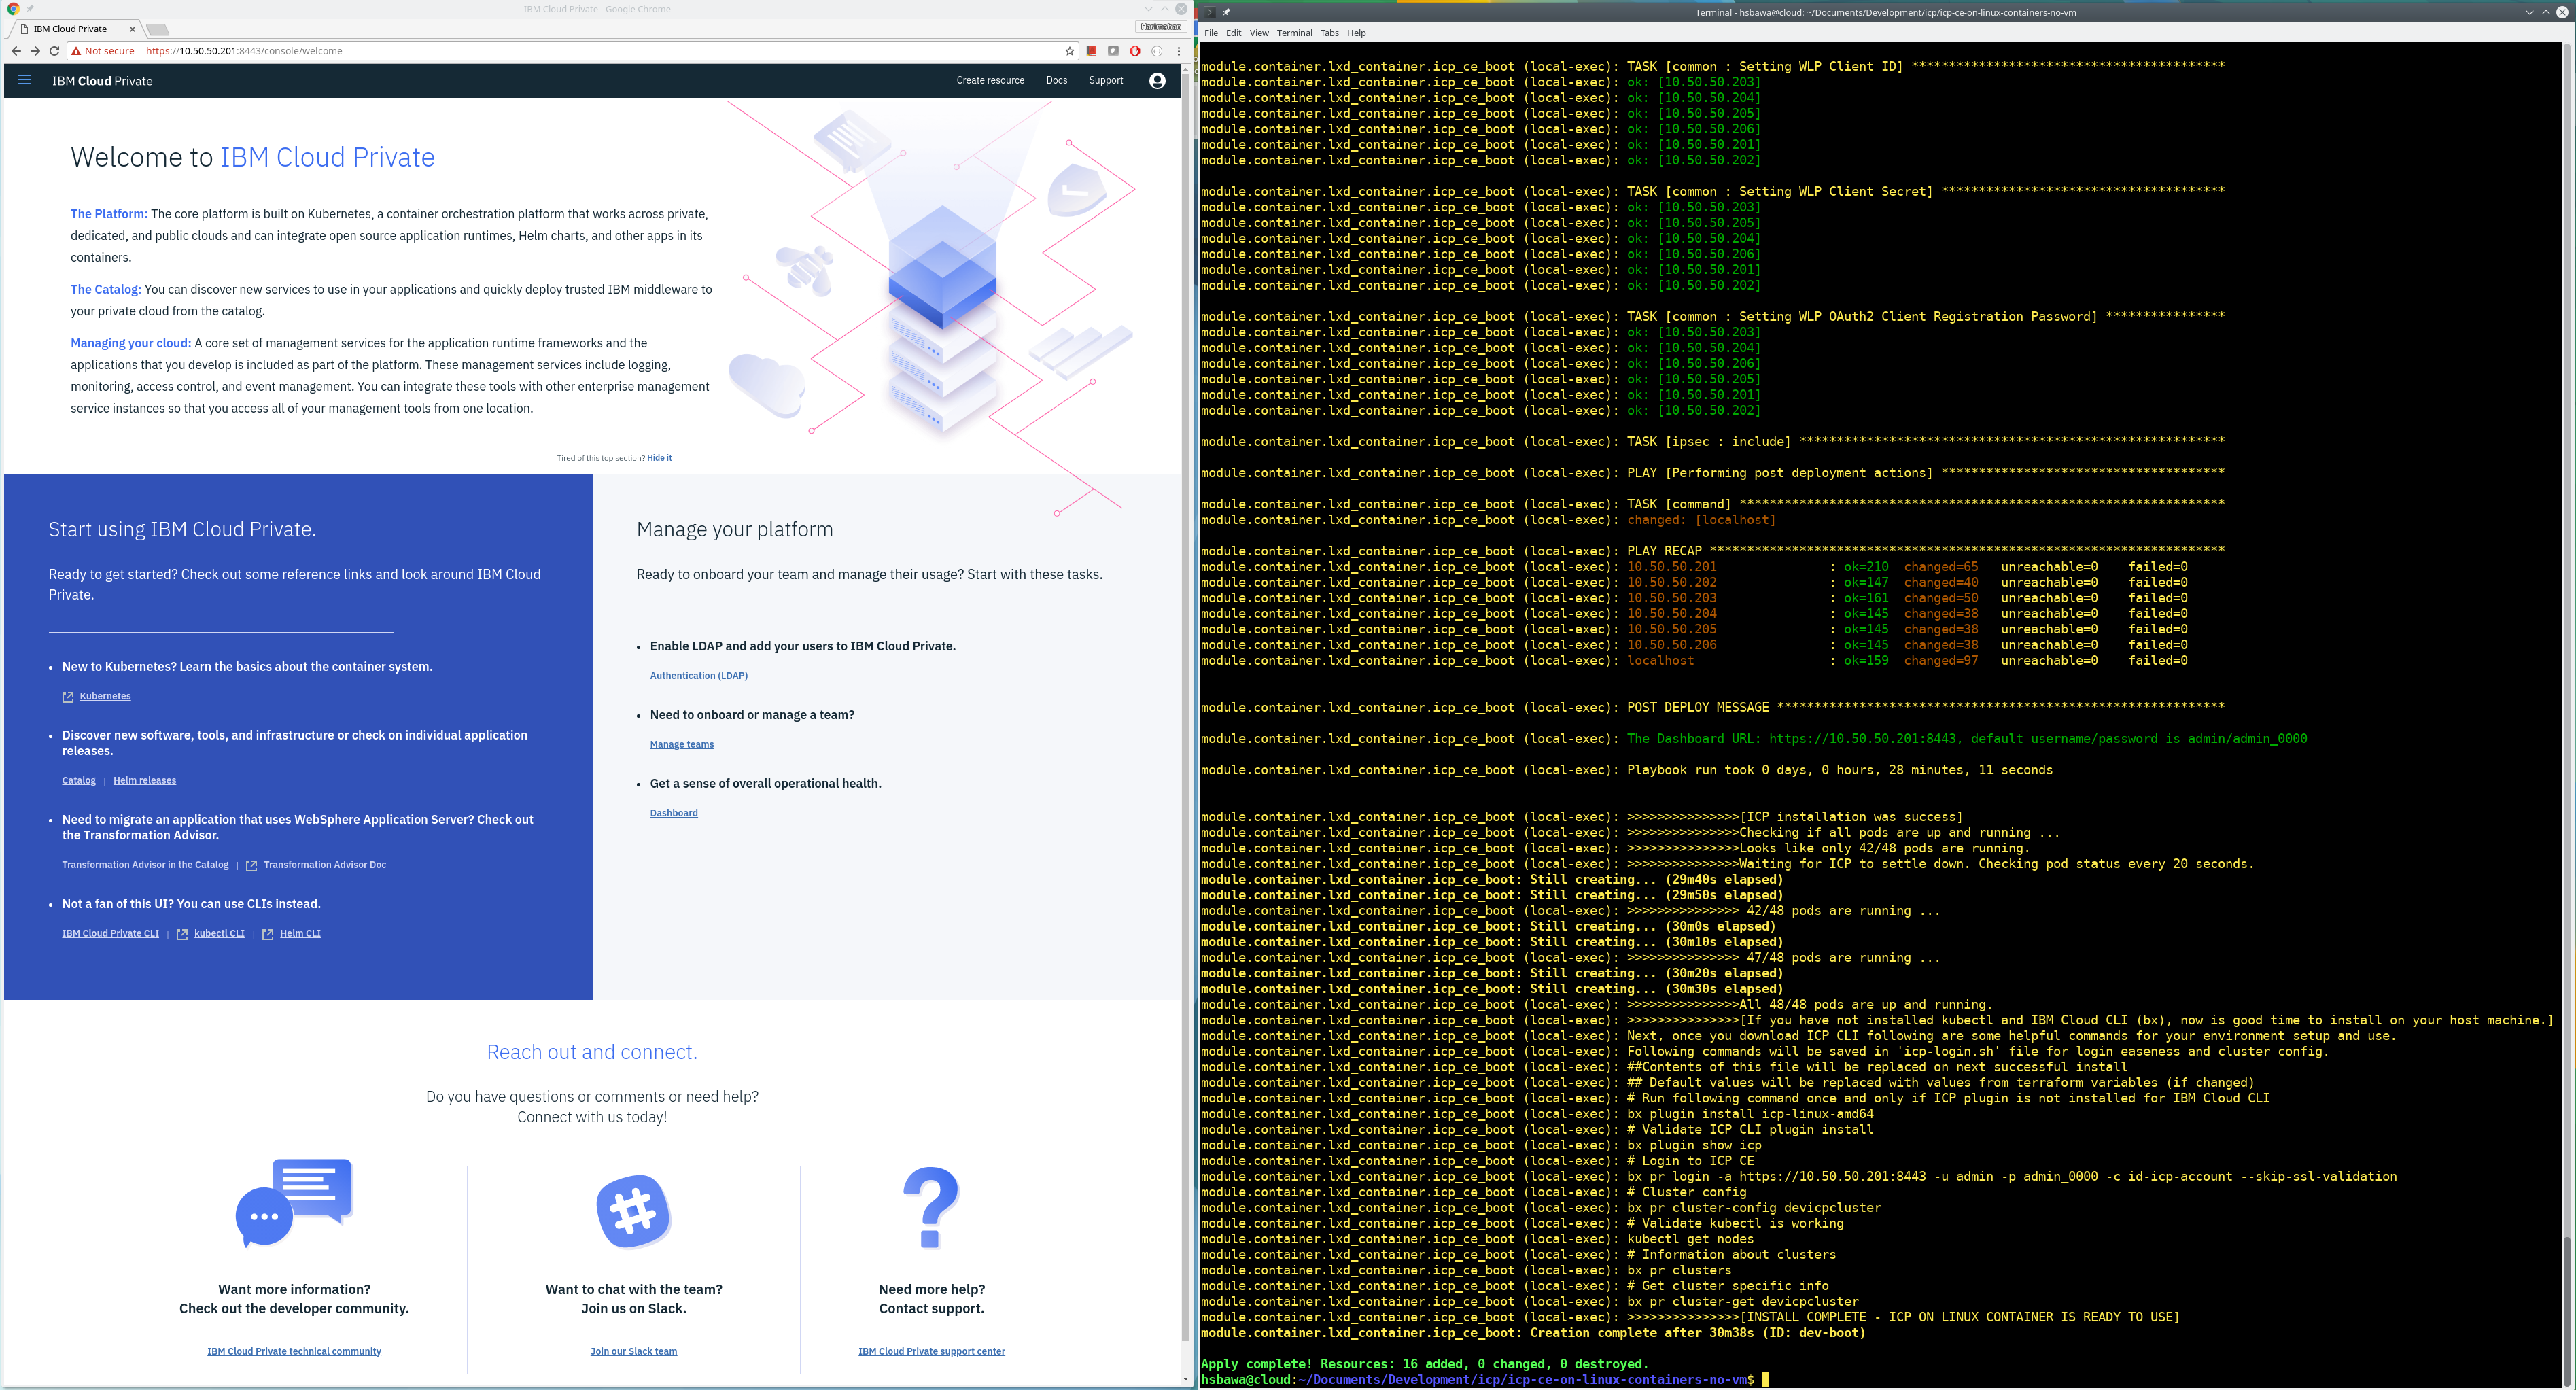 IBM Cloud Private - Google Chrome
IBM Cloud Private
Harimohan
Not secure | https://10.50.50.201:8443/console/welcome
IBM Cloud Private
Create resource Docs Support
Welcome to IBM Cloud Private
The Platform: The core platform is built on Kubernetes, a container orchestration platform that works across private,
dedicated, and public clouds and can integrate open source application runtimes, Helm charts, and other apps in its
containers.
The Catalog: You can discover new services to use in your applications and quickly deploy trusted IBM middleware to
your private cloud from the catalog.
Managing your cloud: A core set of management services for the application runtime frameworks and the
applications that you develop is included as part of the platform. These management services include logging,
monitoring, access control, and event management. You can integrate these tools with other enterprise management
service instances so that you access all of your management tools from one location.
Tired of this top section? Hide it
Start using IBM Cloud Private.
Ready to get started? Check out some reference links and look around IBM Cloud
Private.
• New to Kubernetes? Learn the basics about the container system.
Kubernetes
• Discover new software, tools, and infrastructure or check on individual application
releases.
Catalog | Helm releases
• Need to migrate an application that uses WebSphere Application Server? Check out
the Transformation Advisor.
Transformation Advisor in the Catalog | Transformation Advisor Doc
• Not a fan of this UI? You can use CLIs instead.
IBM Cloud Private CLI | kubectl CLI | Helm CLI
Manage your platform
Ready to onboard your team and manage their usage? Start with these tasks.
• Enable LDAP and add your users to IBM Cloud Private.
Authentication (LDAP)
• Need to onboard or manage a team?
Manage teams
• Get a sense of overall operational health.
Dashboard
Reach out and connect.
Do you have questions or comments or need help?
Connect with us today!
Want more information?
Check out the developer community.
IBM Cloud Private technical community
Want to chat with the team?
Join us on Slack.
Join our Slack team
Need more help?
Contact support.
IBM Cloud Private support center
Terminal - hsbawa@cloud: ~/Documents/Development/icp/icp-ce-on-linux-containers-no-vm
File Edit View Terminal Tabs Help
module.container.lxd_container.icp_ce_boot (local-exec): TASK [common : Setting WLP Client ID] ******************************************
module.container.lxd_container.icp_ce_boot (local-exec): ok: [10.50.50.203]
module.container.lxd_container.icp_ce_boot (local-exec): ok: [10.50.50.204]
module.container.lxd_container.icp_ce_boot (local-exec): ok: [10.50.50.205]
module.container.lxd_container.icp_ce_boot (local-exec): ok: [10.50.50.206]
module.container.lxd_container.icp_ce_boot (local-exec): ok: [10.50.50.201]
module.container.lxd_container.icp_ce_boot (local-exec): ok: [10.50.50.202]
module.container.lxd_container.icp_ce_boot (local-exec): TASK [common : Setting WLP Client Secret] **************************************
module.container.lxd_container.icp_ce_boot (local-exec): ok: [10.50.50.203]
module.container.lxd_container.icp_ce_boot (local-exec): ok: [10.50.50.205]
module.container.lxd_container.icp_ce_boot (local-exec): ok: [10.50.50.204]
module.container.lxd_container.icp_ce_boot (local-exec): ok: [10.50.50.206]
module.container.lxd_container.icp_ce_boot (local-exec): ok: [10.50.50.201]
module.container.lxd_container.icp_ce_boot (local-exec): ok: [10.50.50.202]
module.container.lxd_container.icp_ce_boot (local-exec): TASK [common : Setting WLP OAuth2 Client Registration Password] ****************
module.container.lxd_container.icp_ce_boot (local-exec): ok: [10.50.50.203]
module.container.lxd_container.icp_ce_boot (local-exec): ok: [10.50.50.204]
module.container.lxd_container.icp_ce_boot (local-exec): ok: [10.50.50.206]
module.container.lxd_container.icp_ce_boot (local-exec): ok: [10.50.50.205]
module.container.lxd_container.icp_ce_boot (local-exec): ok: [10.50.50.201]
module.container.lxd_container.icp_ce_boot (local-exec): ok: [10.50.50.202]
module.container.lxd_container.icp_ce_boot (local-exec): TASK [ipsec : include] *********************************************************
module.container.lxd_container.icp_ce_boot (local-exec): PLAY [Performing post deployment actions] **************************************
module.container.lxd_container.icp_ce_boot (local-exec): TASK [command] *****************************************************************
module.container.lxd_container.icp_ce_boot (local-exec): changed: [localhost]
module.container.lxd_container.icp_ce_boot (local-exec): PLAY RECAP *********************************************************************
module.container.lxd_container.icp_ce_boot (local-exec): 10.50.50.201 : ok=210 changed=65 unreachable=0 failed=0
module.container.lxd_container.icp_ce_boot (local-exec): 10.50.50.202 : ok=147 changed=40 unreachable=0 failed=0
module.container.lxd_container.icp_ce_boot (local-exec): 10.50.50.203 : ok=161 changed=50 unreachable=0 failed=0
module.container.lxd_container.icp_ce_boot (local-exec): 10.50.50.204 : ok=145 changed=38 unreachable=0 failed=0
module.container.lxd_container.icp_ce_boot (local-exec): 10.50.50.205 : ok=145 changed=38 unreachable=0 failed=0
module.container.lxd_container.icp_ce_boot (local-exec): 10.50.50.206 : ok=145 changed=38 unreachable=0 failed=0
module.container.lxd_container.icp_ce_boot (local-exec): localhost : ok=159 changed=97 unreachable=0 failed=0
module.container.lxd_container.icp_ce_boot (local-exec): POST DEPLOY MESSAGE ************************************************************
module.container.lxd_container.icp_ce_boot (local-exec): The Dashboard URL: https://10.50.50.201:8443, default username/password is admin/admin_0000
module.container.lxd_container.icp_ce_boot (local-exec): Playbook run took 0 days, 0 hours, 28 minutes, 11 seconds
module.container.lxd_container.icp_ce_boot (local-exec): >>>>>>>>>>>>>>>[ICP installation was success]
module.container.lxd_container.icp_ce_boot (local-exec): >>>>>>>>>>>>>>>Checking if all pods are up and running ...
module.container.lxd_container.icp_ce_boot (local-exec): >>>>>>>>>>>>>>>Looks like only 42/48 pods are running.
module.container.lxd_container.icp_ce_boot (local-exec): >>>>>>>>>>>>>>>Waiting for ICP to settle down. Checking pod status every 20 seconds.
module.container.lxd_container.icp_ce_boot: Still creating... (29m40s elapsed)
module.container.lxd_container.icp_ce_boot: Still creating... (29m50s elapsed)
module.container.lxd_container.icp_ce_boot (local-exec): >>>>>>>>>>>>>>> 42/48 pods are running ...
module.container.lxd_container.icp_ce_boot: Still creating... (30m0s elapsed)
module.container.lxd_container.icp_ce_boot: Still creating... (30m10s elapsed)
module.container.lxd_container.icp_ce_boot (local-exec): >>>>>>>>>>>>>>> 47/48 pods are running ...
module.container.lxd_container.icp_ce_boot: Still creating... (30m20s elapsed)
module.container.lxd_container.icp_ce_boot: Still creating... (30m30s elapsed)
module.container.lxd_container.icp_ce_boot (local-exec): >>>>>>>>>>>>>>>All 48/48 pods are up and running.
module.container.lxd_container.icp_ce_boot (local-exec): >>>>>>>>>>>>>>>[If you have not installed kubectl and IBM Cloud CLI (bx), now is good time to install on your host machine.]
module.container.lxd_container.icp_ce_boot (local-exec): Next, once you download ICP CLI following are some helpful commands for your environment setup and use.
module.container.lxd_container.icp_ce_boot (local-exec): Following commands will be saved in 'icp-login.sh' file for login easeness and cluster config.
module.container.lxd_container.icp_ce_boot (local-exec): ##Contents of this file will be replaced on next successful install
module.container.lxd_container.icp_ce_boot (local-exec): ## Default values will be replaced with values from terraform variables (if changed)
module.container.lxd_container.icp_ce_boot (local-exec): # Run following command once and only if ICP plugin is not installed for IBM Cloud CLI
module.container.lxd_container.icp_ce_boot (local-exec): bx plugin install icp-linux-amd64
module.container.lxd_container.icp_ce_boot (local-exec): # Validate ICP CLI plugin install
module.container.lxd_container.icp_ce_boot (local-exec): bx plugin show icp
module.container.lxd_container.icp_ce_boot (local-exec): # Login to ICP CE
module.container.lxd_container.icp_ce_boot (local-exec): bx pr login -a https://10.50.50.201:8443 -u admin -p admin_0000 -c id-icp-account --skip-ssl-validation
module.container.lxd_container.icp_ce_boot (local-exec): # Cluster config
module.container.lxd_container.icp_ce_boot (local-exec): bx pr cluster-config devicpcluster
module.container.lxd_container.icp_ce_boot (local-exec): # Validate kubectl is working
module.container.lxd_container.icp_ce_boot (local-exec): kubectl get nodes
module.container.lxd_container.icp_ce_boot (local-exec): # Information about clusters
module.container.lxd_container.icp_ce_boot (local-exec): bx pr clusters
module.container.lxd_container.icp_ce_boot (local-exec): # Get cluster specific info
module.container.lxd_container.icp_ce_boot (local-exec): bx pr cluster-get devicpcluster
module.container.lxd_container.icp_ce_boot (local-exec): >>>>>>>>>>>>>>>[INSTALL COMPLETE - ICP ON LINUX CONTAINER IS READY TO USE]
module.container.lxd_container.icp_ce_boot: Creation complete after 30m38s (ID: dev-boot)
Apply complete! Resources: 16 added, 0 changed, 0 destroyed.
hsbawa@cloud:~/Documents/Development/icp/icp-ce-on-linux-containers-no-vm$